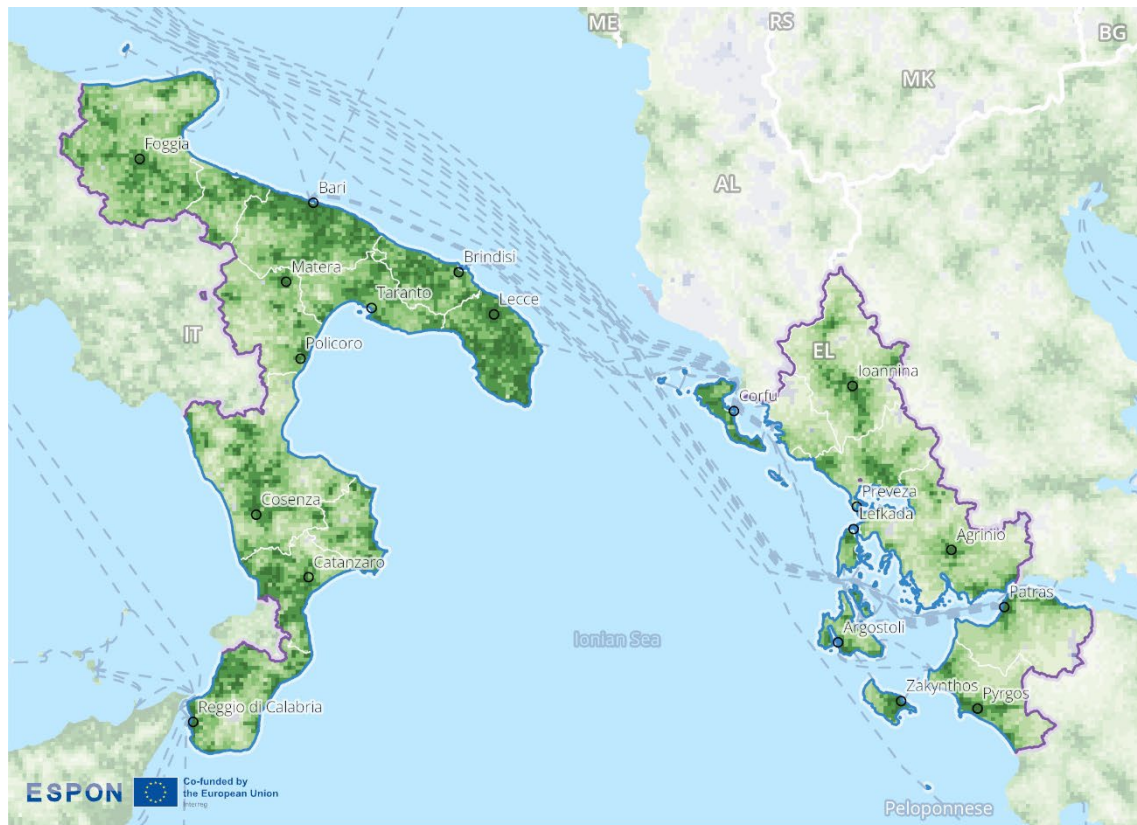 ME
RS
BG
MK
Foggia
AL
Bari
Brindisi
Matera
Taranto
Lecce
IT
Policoro
EL
Ioannina
Corfu
Cosenza
Preveza
Lefkada
Agrinio
Catanzaro
Patras
Ionian Sea
Argostoli
Zakynthos
Reggio di Calabria
Pyrgos
ESPON
Co-funded by
the European Union
Interreg
Peloponnese